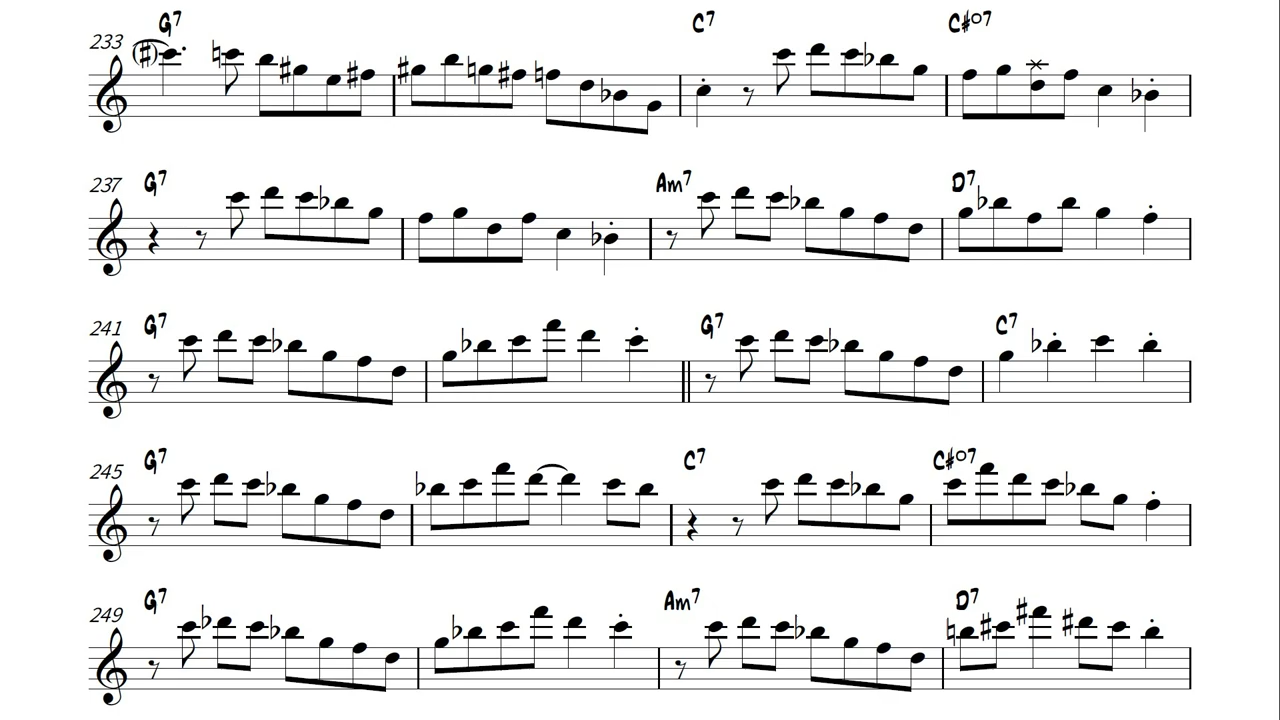 G7 C7 C#o7
233
G7 Am7 D7
237
G7 G7 C7
241
G7 C7 C#o7
245
G7 Am7 D7
249